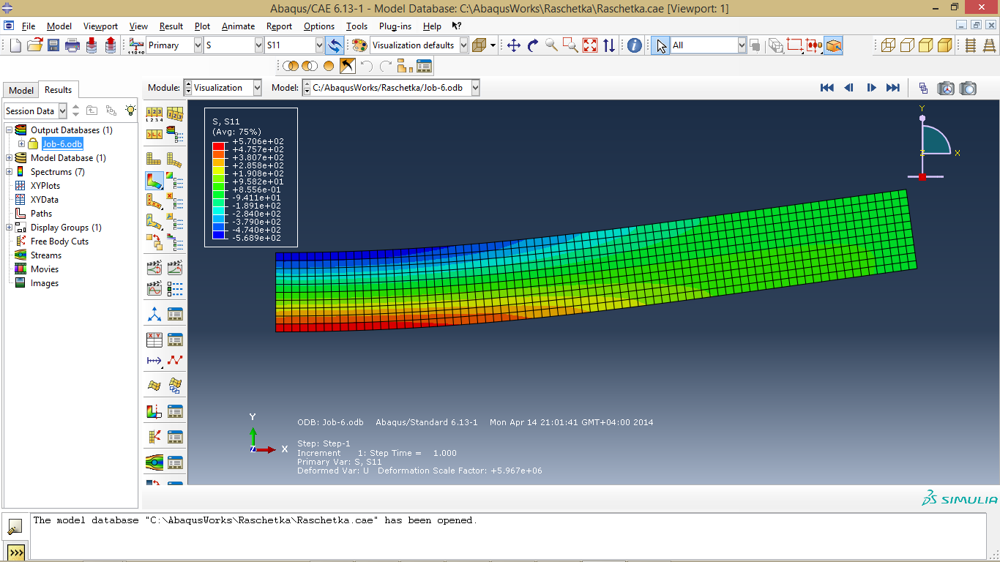 Abaqus/CAE 6.13-1 - Model Database: C:\AbaqusWorks\Raschetka\Raschetka.cae [Viewport: 1]
File Model Viewport View Result Plot Animate Report Options Tools Plug-ins Help
Primary S S11 Visualization defaults All
Model Results
Module: Visualization Model: C:/AbaqusWorks/Raschetka/Job-6.odb
Session Data
Output Databases (1)
Job-6.odb
Model Database (1)
Spectrums (7)
XYPlots
XYData
Paths
Display Groups (1)
Free Body Cuts
Streams
Movies
Images
S, S11
(Avg: 75%)
+5.706e+02
+4.757e+02
+3.807e+02
+2.858e+02
+1.908e+02
+9.582e+01
+8.556e-01
-9.411e+01
-1.891e+02
-2.840e+02
-3.790e+02
-4.740e+02
-5.689e+02
Y
Z X
Y
Z X
ODB: Job-6.odb Abaqus/Standard 6.13-1 Mon Apr 14 21:01:41 GMT+04:00 2014
Step: Step-1
Increment 1: Step Time = 1.000
Primary Var: S, S11
Deformed Var: U Deformation Scale Factor: +5.967e+06
SIMULIA
The model database "C:\AbaqusWorks\Raschetka\Raschetka.cae" has been opened.
>>>